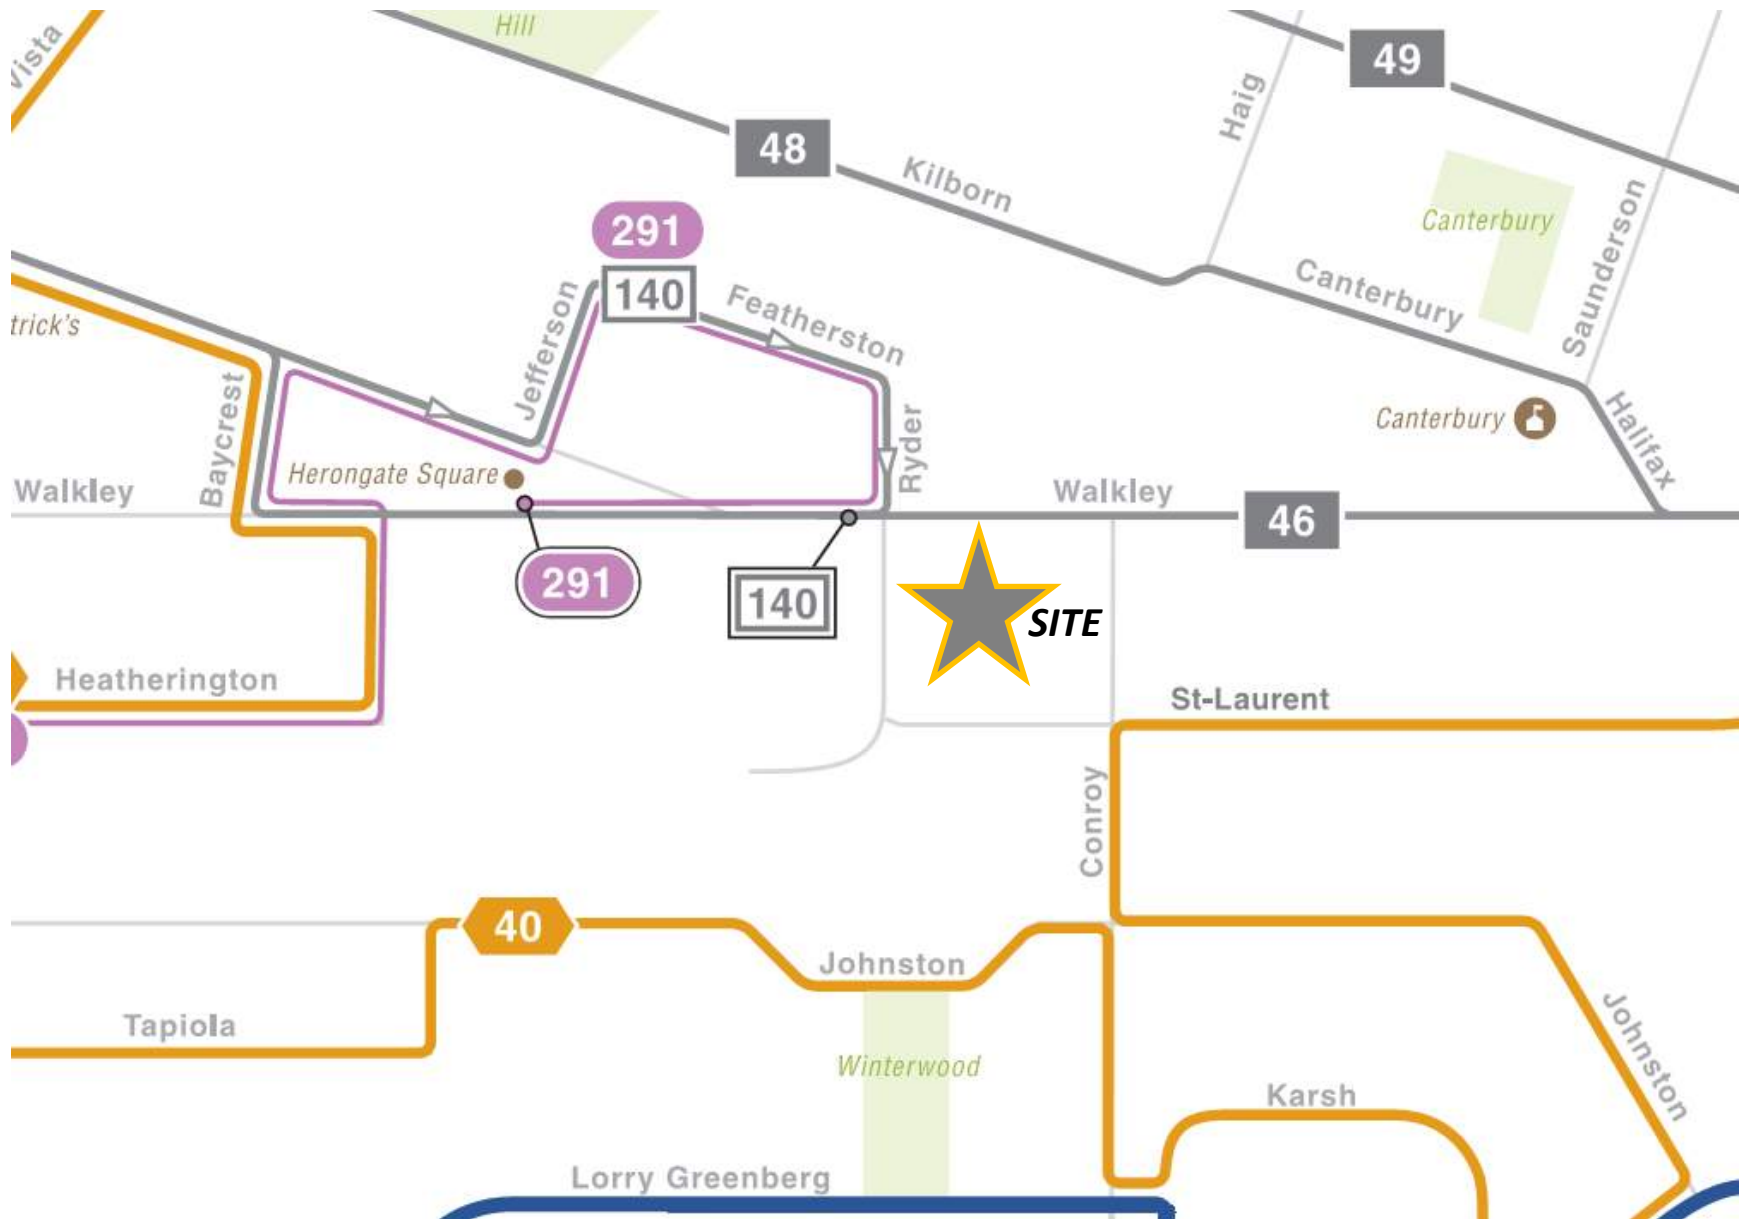 Hill
Vista
49
Haig
48
Kilborn
Canterbury
Saunderson
291
140
Featherston
Canterbury
Jefferson
trick's
Baycrest
Canterbury
Halifax
Ryder
Herongate Square
Walkley
Walkley
46
291
140
SITE
Heatherington
St-Laurent
Conroy
40
Johnston
Tapiola
Johnston
Winterwood
Karsh
Lorry Greenberg